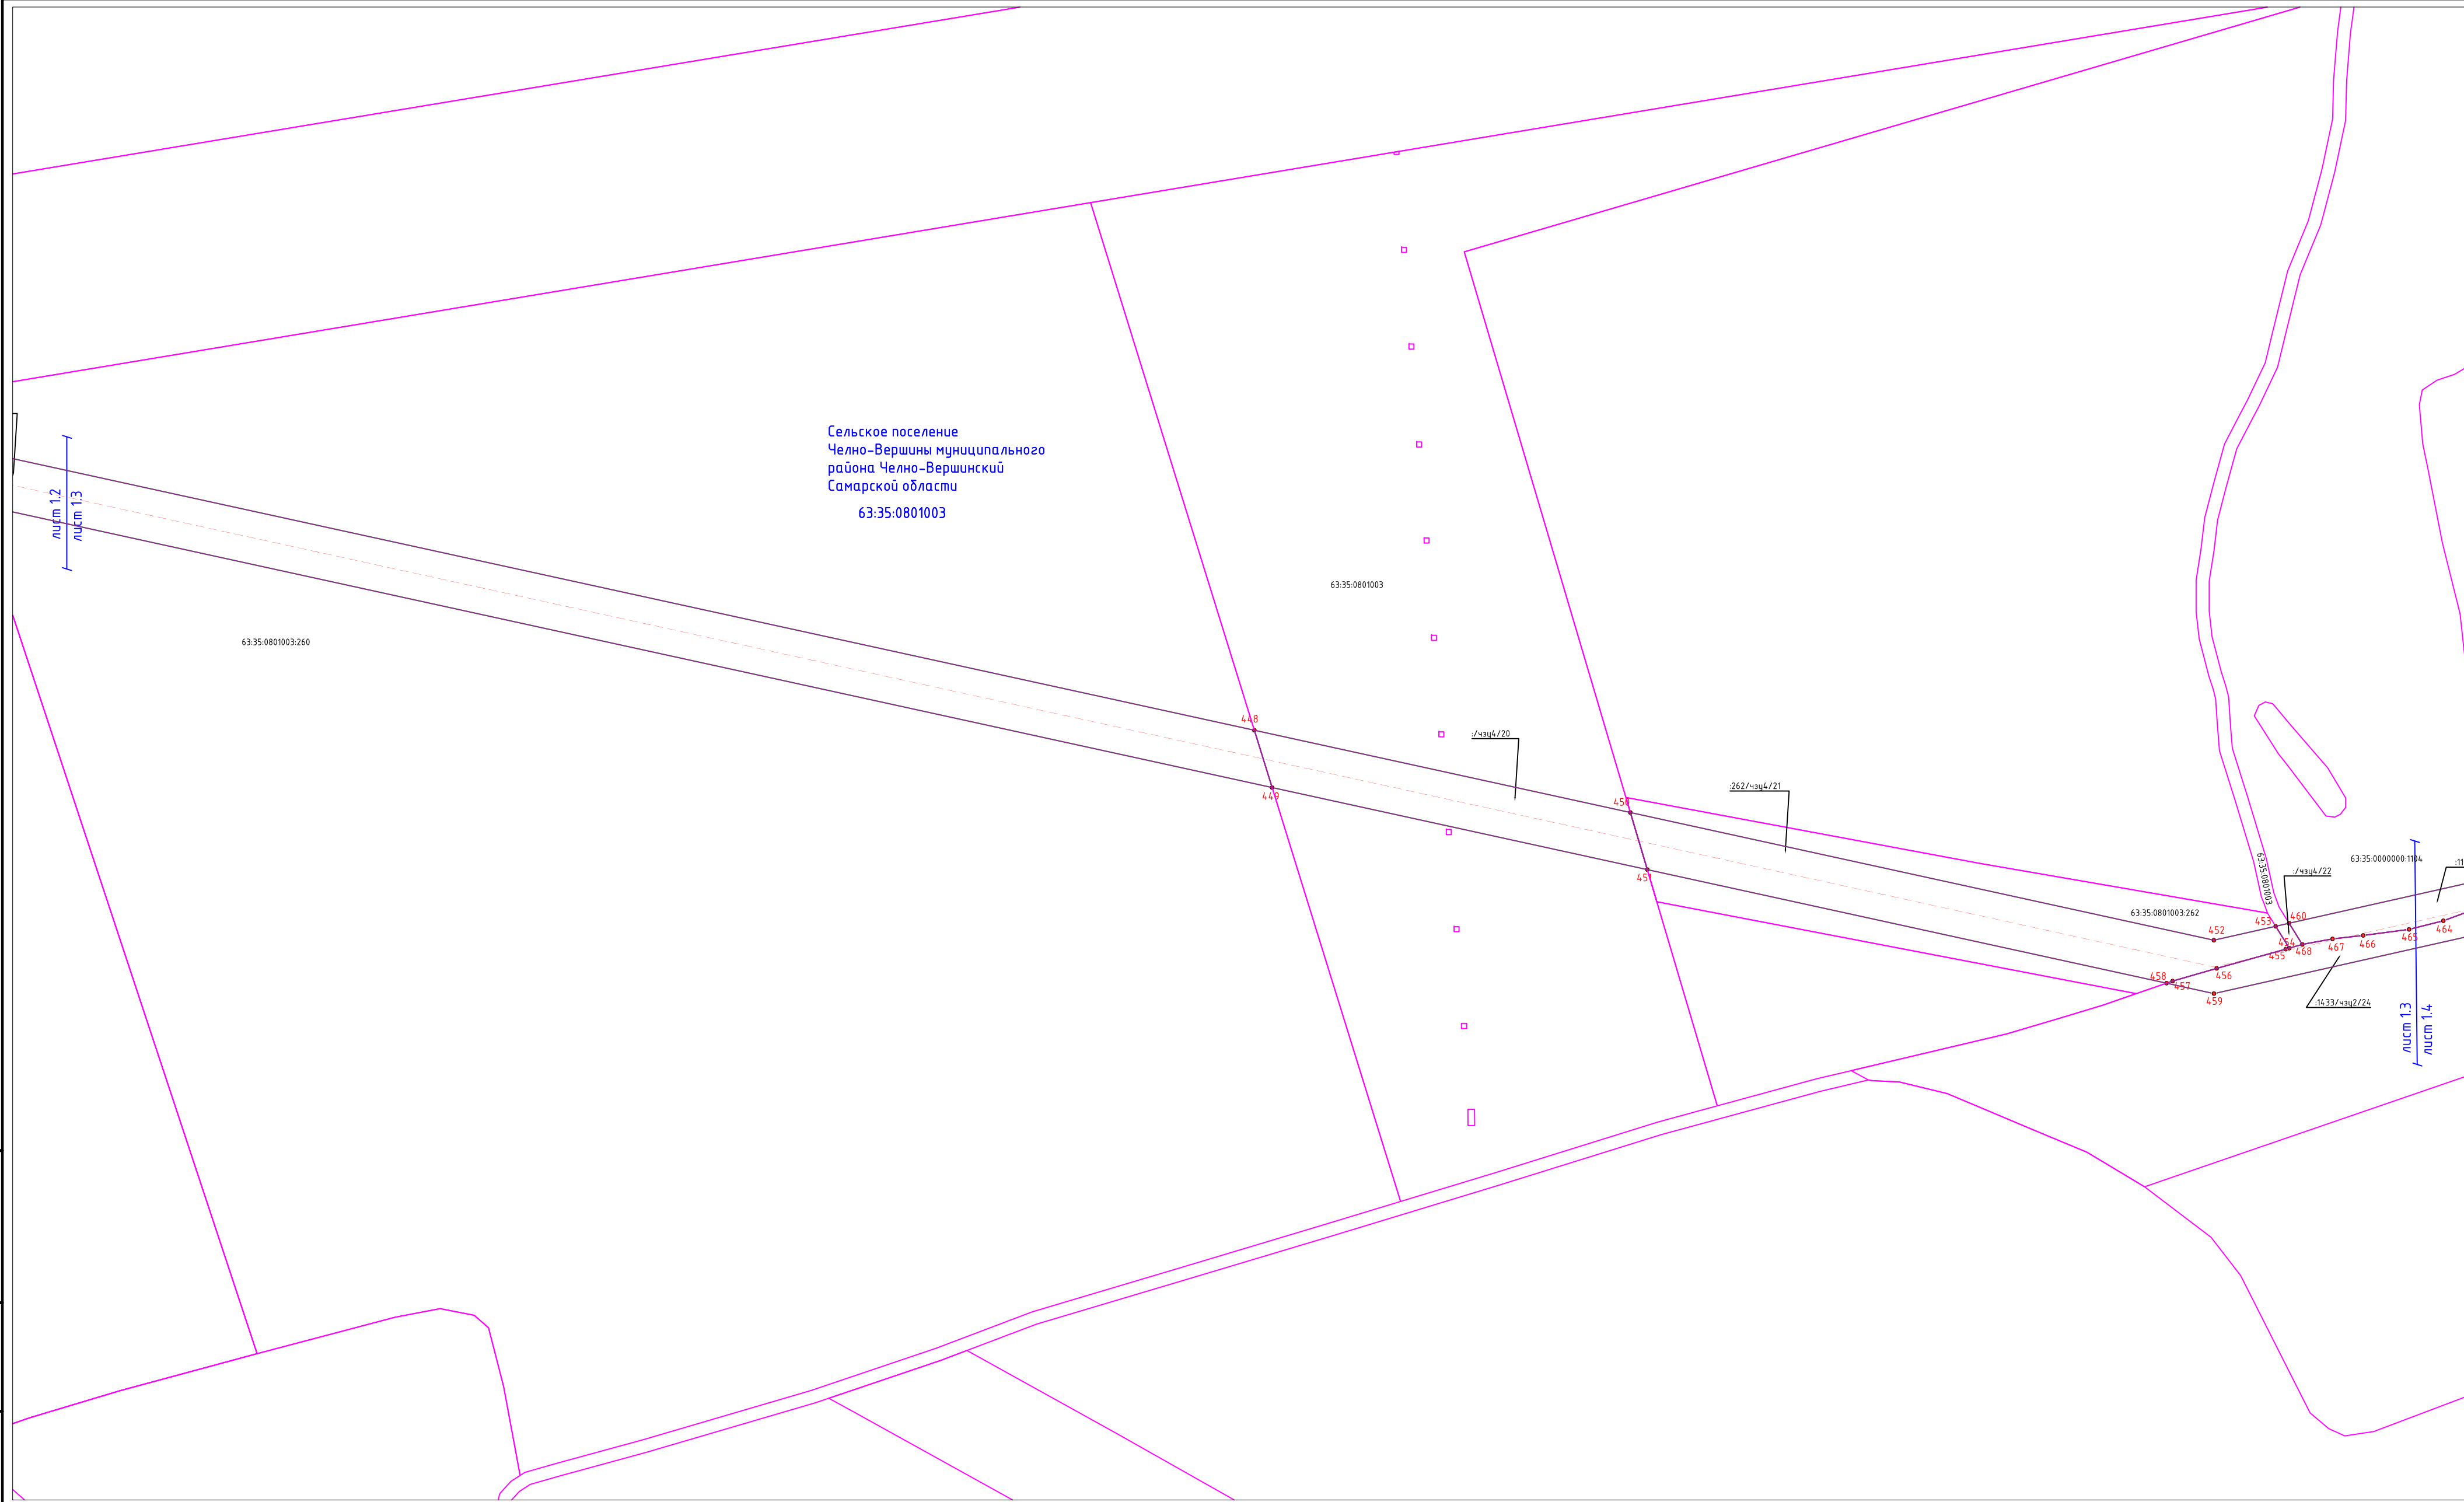 Сельское поселение
Челно-Вершины муниципального
района Челно-Вершинский
Самарской области
63:35:0801003
лист 1.2
лист 1.3
63:35:0801003:260
63:35:0801003
448
449
:/чзу4/20
450
451
:262/чзу4/21
63:35:0801003
:/чзу4/22
63:35:0000000:1104
:11
63:35:0801003:262
452
453
460
454
455
468
467
466
465
464
456
458
457
459
:1433/чзу2/24
лист 1.3
лист 1.4